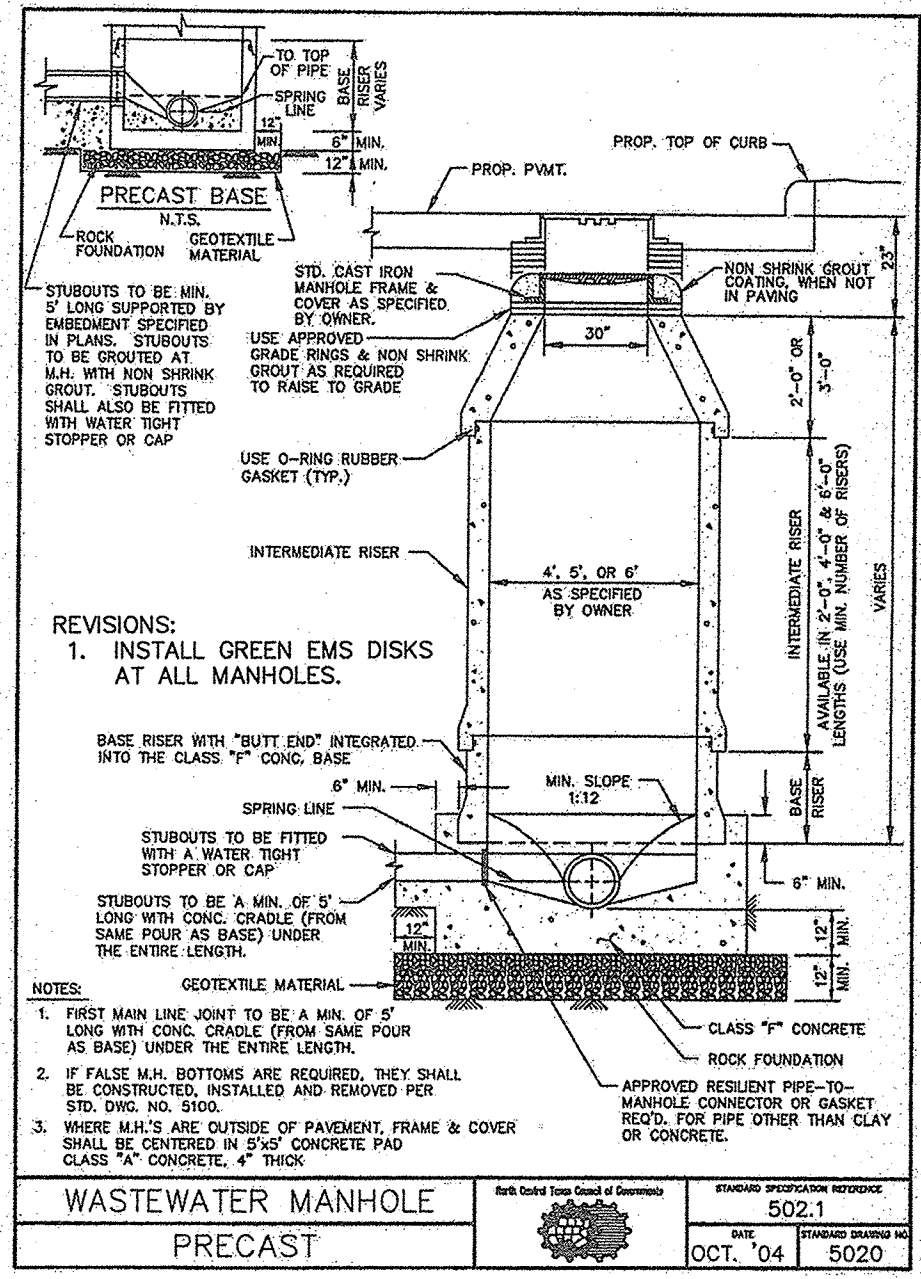 TO TOP
OF PIPE
SPRING
LINE
BASE
RISER
VARIES
12"
MIN.
6" MIN.
12" MIN.
PRECAST BASE
N.T.S.
ROCK
FOUNDATION
GEOTEXTILE
MATERIAL
STUBOUTS TO BE MIN.
5' LONG SUPPORTED BY
EMBEDMENT SPECIFIED
IN PLANS. STUBOUTS
TO BE GROUTED AT
M.H. WITH NON SHRINK
GROUT. STUBOUTS
SHALL ALSO BE FITTED
WITH WATER TIGHT
STOPPER OR CAP
PROP. TOP OF CURB
PROP. PVMT.
STD. CAST IRON
MANHOLE FRAME &
COVER AS SPECIFIED
BY OWNER.
NON SHRINK GROUT
COATING, WHEN NOT
IN PAVING
23"
USE APPROVED
GRADE RINGS & NON SHRINK
GROUT AS REQUIRED
TO RAISE TO GRADE
30"
2'-0" OR
3'-0"
USE O-RING RUBBER
GASKET (TYP.)
INTERMEDIATE RISER
4', 5', OR 6'
AS SPECIFIED
BY OWNER
INTERMEDIATE RISER
AVAILABLE IN 2'-0", 4'-0" & 6'-0"
LENGTHS (USE MIN. NUMBER OF RISERS)
VARIES
REVISIONS:
1. INSTALL GREEN EMS DISKS
AT ALL MANHOLES.
BASE RISER WITH "BUTT END" INTEGRATED
INTO THE CLASS "F" CONC. BASE
6" MIN.
MIN. SLOPE
1:12
BASE
RISER
SPRING LINE
STUBOUTS TO BE FITTED
WITH A WATER TIGHT
STOPPER OR CAP
6" MIN.
STUBOUTS TO BE A MIN. OF 5'
LONG WITH CONC. CRADLE (FROM
SAME POUR AS BASE) UNDER
THE ENTIRE LENGTH.
12"
MIN.
12"
MIN.
12"
MIN.
GEOTEXTILE MATERIAL
CLASS "F" CONCRETE
ROCK FOUNDATION
APPROVED RESILIENT PIPE-TO-
MANHOLE CONNECTOR OR GASKET
REQ'D. FOR PIPE OTHER THAN CLAY
OR CONCRETE.
NOTES:
1. FIRST MAIN LINE JOINT TO BE A MIN. OF 5'
LONG WITH CONC. CRADLE (FROM SAME POUR
AS BASE) UNDER THE ENTIRE LENGTH.
2. IF FALSE M.H. BOTTOMS ARE REQUIRED, THEY SHALL
BE CONSTRUCTED, INSTALLED AND REMOVED PER
STD. DWG. NO. 5100.
3. WHERE M.H.'S ARE OUTSIDE OF PAVEMENT, FRAME & COVER
SHALL BE CENTERED IN 5'x5' CONCRETE PAD
CLASS "A" CONCRETE, 4" THICK
WASTEWATER MANHOLE
PRECAST
North Central Texas Council of Governments
STANDARD SPECIFICATION REFERENCE
502.1
DATE
OCT. '04
STANDARD DRAWING NO.
5020